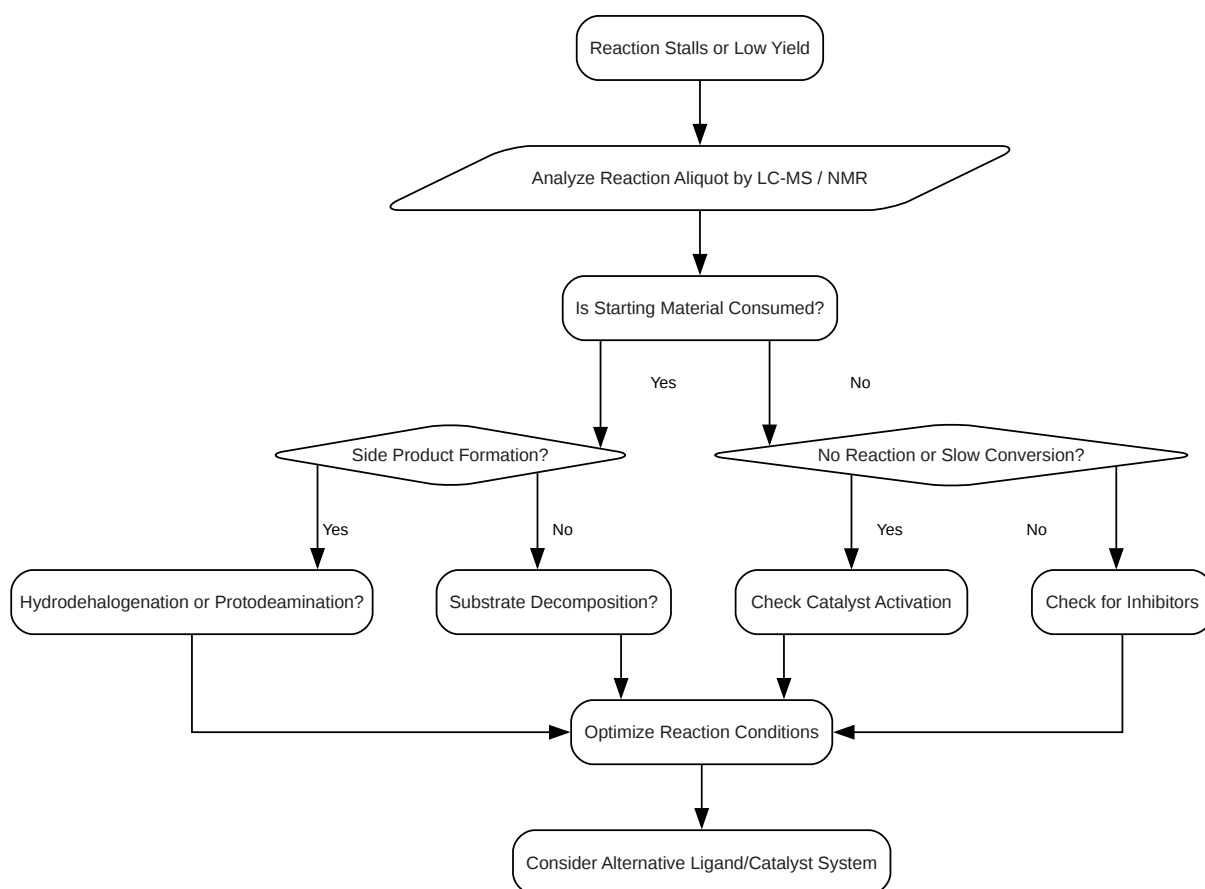 Reaction Stalls or Low Yield
Analyze Reaction Aliquot by LC-MS / NMR
Is Starting Material Consumed?
Yes
No
Side Product Formation?
No Reaction or Slow Conversion?
Yes
No
Yes
No
Hydrodehalogenation or Protodeamination?
Substrate Decomposition?
Check Catalyst Activation
Check for Inhibitors
Optimize Reaction Conditions
Consider Alternative Ligand/Catalyst System